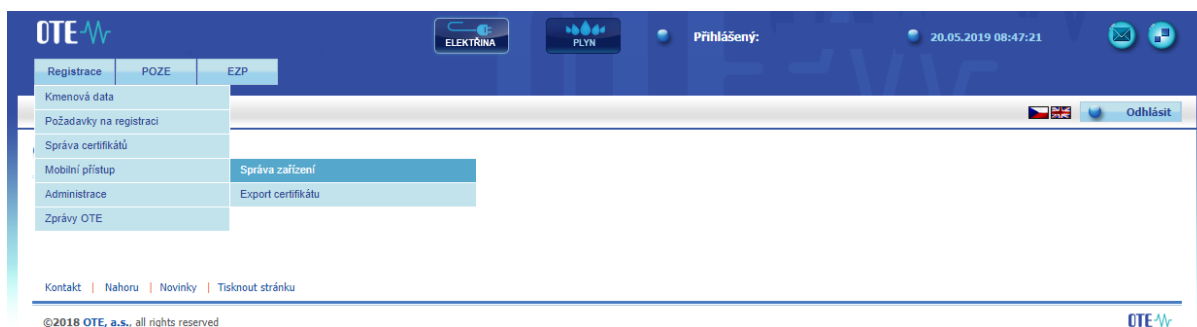 OTE
ELEKTŘINA
PLYN
Přihlášený:
20.05.2019 08:47:21
Registrace
POZE
EZP
Kmenová data
Požadavky na registraci
Odhlásit
Správa certifikátů
Mobilní přístup
Správa zařízení
Administrace
Export certifikátu
Zprávy OTE
Kontakt | Nahoru | Novinky | Tisknout stránku
©2018 OTE, a.s., all rights reserved
OTE